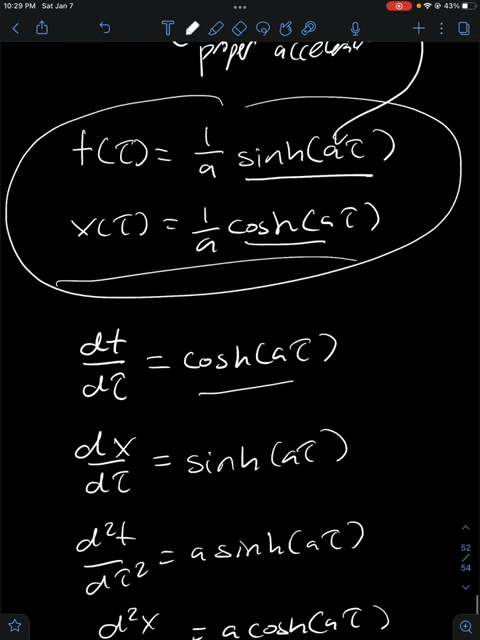 10:29 PM Sat Jan 7
43%
proper accelera
t(τ) = 1/a sinh(aτ)
x(τ) = 1/a cosh(aτ)
dt/dτ = cosh(aτ)
dx/dτ = sinh(aτ)
d²t/dτ² = a sinh(aτ)
52
/
54
d²x = a cosh(aτ)